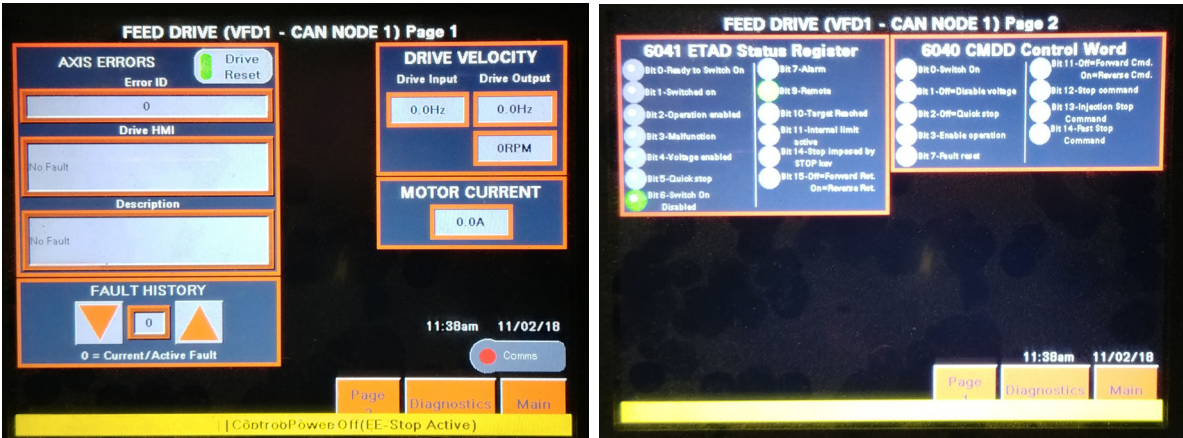 FEED DRIVE (VFD1 - CAN NODE 1) Page 1
AXIS ERRORS
Drive
Reset
Error ID
0
Drive HMI
No Fault
Description
No Fault
FAULT HISTORY
0
0 = Current/Active Fault
DRIVE VELOCITY
Drive Input
Drive Output
0.0Hz
0.0Hz
0RPM
MOTOR CURRENT
0.0A
11:38am 11/02/18
Comms
Page
2
Diagnostics
Main
Off(EE-Stop Active)
FEED DRIVE (VFD1 - CAN NODE 1) Page 2
6041 ETAD Status Register
Bit 0-Ready to Switch On
Bit 1-Switched on
Bit 2-Operation enabled
Bit 3-Malfunction
Bit 4-Voltage enabled
Bit 5-Quick stop
Bit 6-Switch On
Disabled
Bit 7-Alarm
Bit 9-Remote
Bit 10-Target Reached
Bit 11-Internal limit
active
Bit 14-Stop imposed by
STOP key
Bit 15-Off=Forward Rot.
On=Reverse Rot.
6040 CMDD Control Word
Bit 0-Switch On
Bit 1-Off=Disable voltage
Bit 2-Off=Quick stop
Bit 3-Enable operation
Bit 7-Fault reset
Bit 11-Off=Forward Cmd.
On=Reverse Cmd.
Bit 12-Stop command
Bit 13-Injection Stop
Command
Bit 14-Fast Stop
Command
11:38am 11/02/18
Page
1
Diagnostics
Main